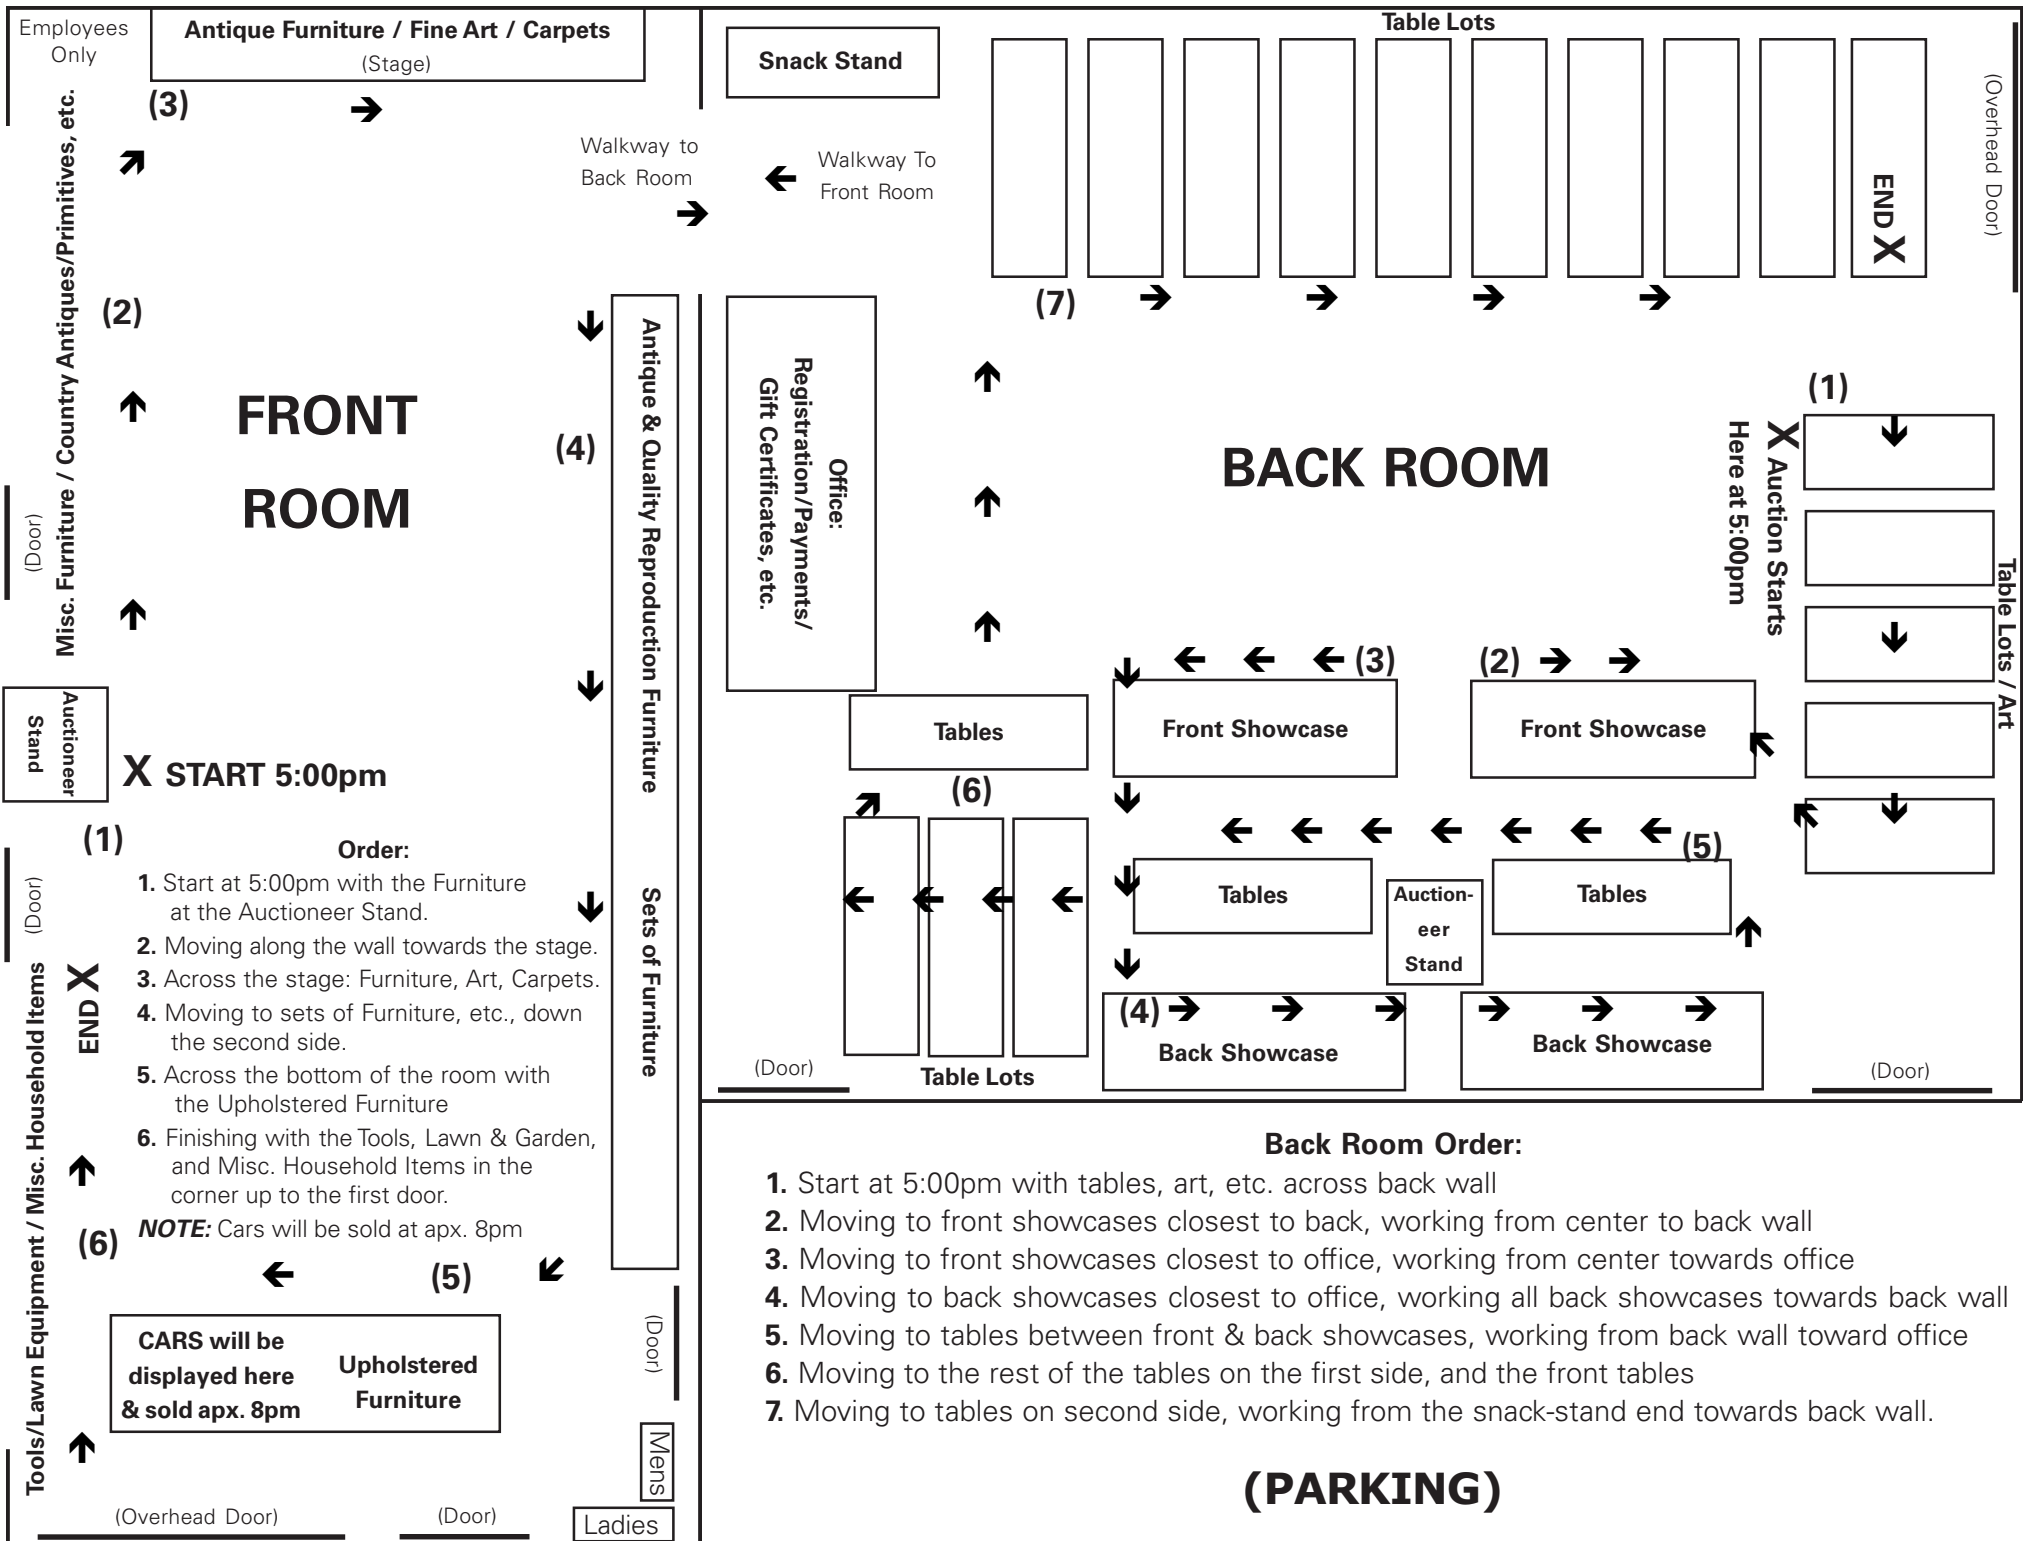 Employees
Only
Antique Furniture / Fine Art / Carpets
(Stage)
(3)
Misc. Furniture / Country Antiques/Primitives, etc.
(2)
(Door)
FRONT
ROOM
Walkway to
Back Room
(4)
Antique & Quality Reproduction Furniture
Sets of Furniture
Auctioneer
Stand
X START 5:00pm
(1)
(Door)
END X
Tools/Lawn Equipment / Misc. Household Items
Order:
1. Start at 5:00pm with the Furniture
at the Auctioneer Stand.
2. Moving along the wall towards the stage.
3. Across the stage: Furniture, Art, Carpets.
4. Moving to sets of Furniture, etc., down
the second side.
5. Across the bottom of the room with
the Upholstered Furniture
6. Finishing with the Tools, Lawn & Garden,
and Misc. Household Items in the
corner up to the first door.
NOTE: Cars will be sold at apx. 8pm
(6)
(5)
CARS will be
displayed here
& sold apx. 8pm
Upholstered
Furniture
(Door)
Mens
Ladies
(Overhead Door)
(Door)
Snack Stand
Walkway To
Front Room
Table Lots
END X
(Overhead Door)
(7)
Office:
Registration/Payments/
Gift Certificates, etc.
BACK ROOM
(1)
X Auction Starts
Here at 5:00pm
Table Lots / Art
(3)
(2)
Tables
Front Showcase
Front Showcase
(6)
(5)
Tables
Auction-
eer
Stand
Tables
(4)
Back Showcase
Back Showcase
(Door)
Table Lots
(Door)
Back Room Order:
1. Start at 5:00pm with tables, art, etc. across back wall
2. Moving to front showcases closest to back, working from center to back wall
3. Moving to front showcases closest to office, working from center towards office
4. Moving to back showcases closest to office, working all back showcases towards back wall
5. Moving to tables between front & back showcases, working from back wall toward office
6. Moving to the rest of the tables on the first side, and the front tables
7. Moving to tables on second side, working from the snack-stand end towards back wall.
(PARKING)